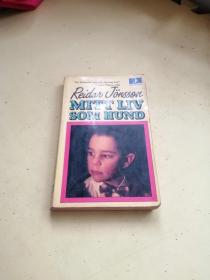 Reidar Jönsson
MITT LIV
SOM HUND